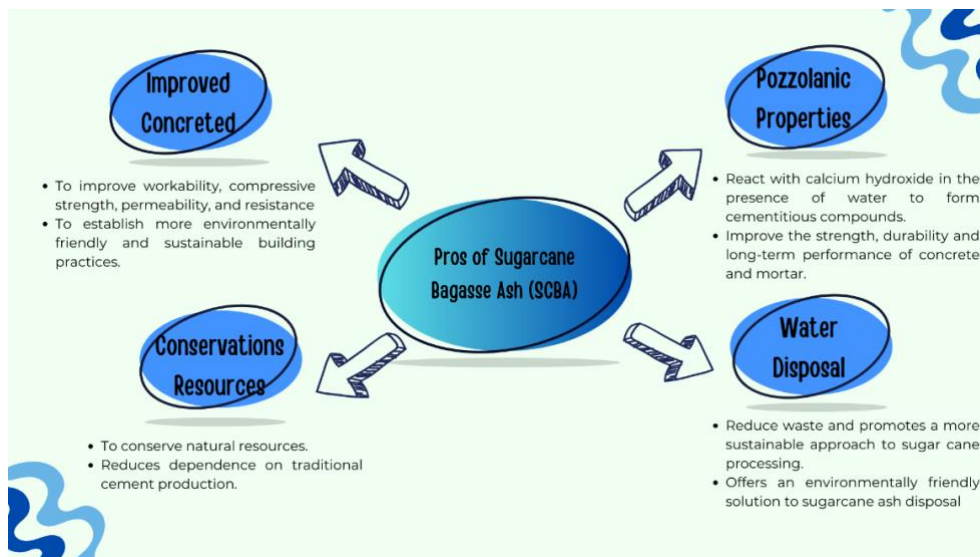 Improved
Concreted
• To improve workability, compressive
strength, permeability, and resistance
• To establish more environmentally
friendly and sustainable building
practices.
Pozzolanic
Properties
• React with calcium hydroxide in the
presence of water to form
cementitious compounds.
• Improve the strength, durability and
long-term performance of concrete
and mortar.
Pros of Sugarcane
Bagasse Ash (SCBA)
Conservations
Resources
• To conserve natural resources.
• Reduces dependence on traditional
cement production.
Water
Disposal
• Reduce waste and promotes a more
sustainable approach to sugar cane
processing.
• Offers an environmentally friendly
solution to sugarcane ash disposal